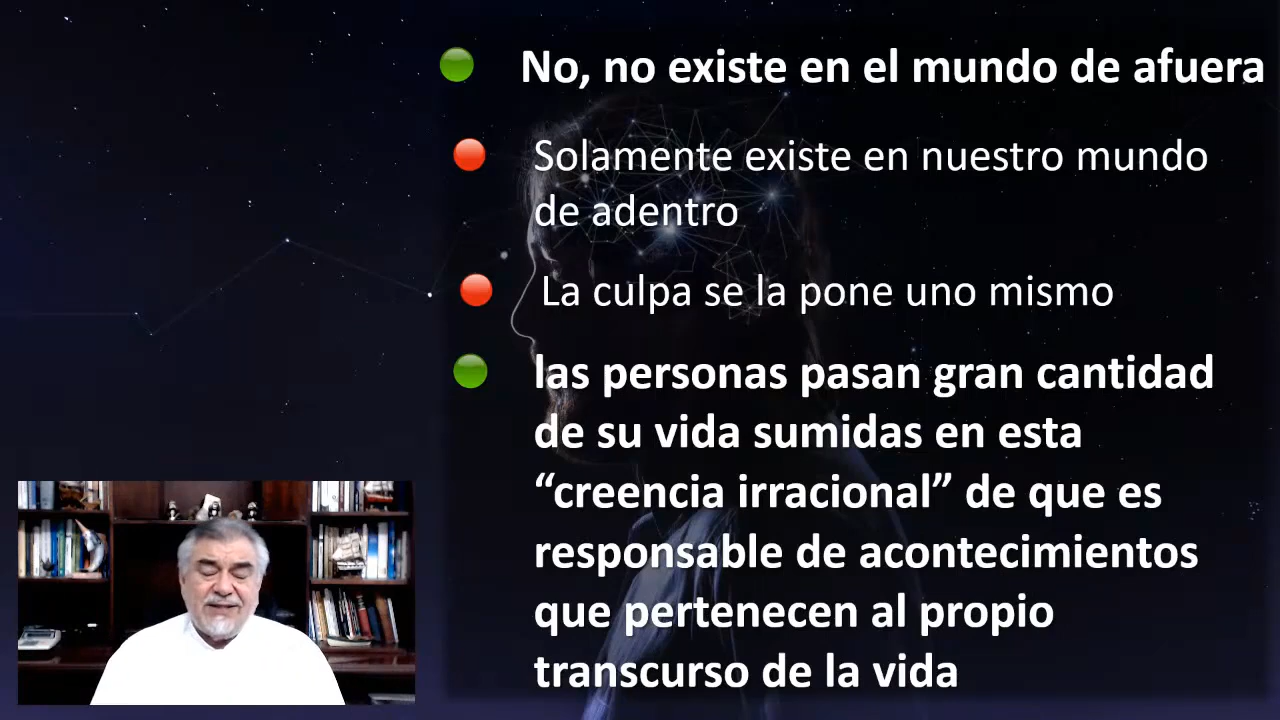 No, no existe en el mundo de afuera
Solamente existe en nuestro mundo
de adentro
La culpa se la pone uno mismo
las personas pasan gran cantidad
de su vida sumidas en esta
“creencia irracional” de que es
responsable de acontecimientos
que pertenecen al propio
transcurso de la vida